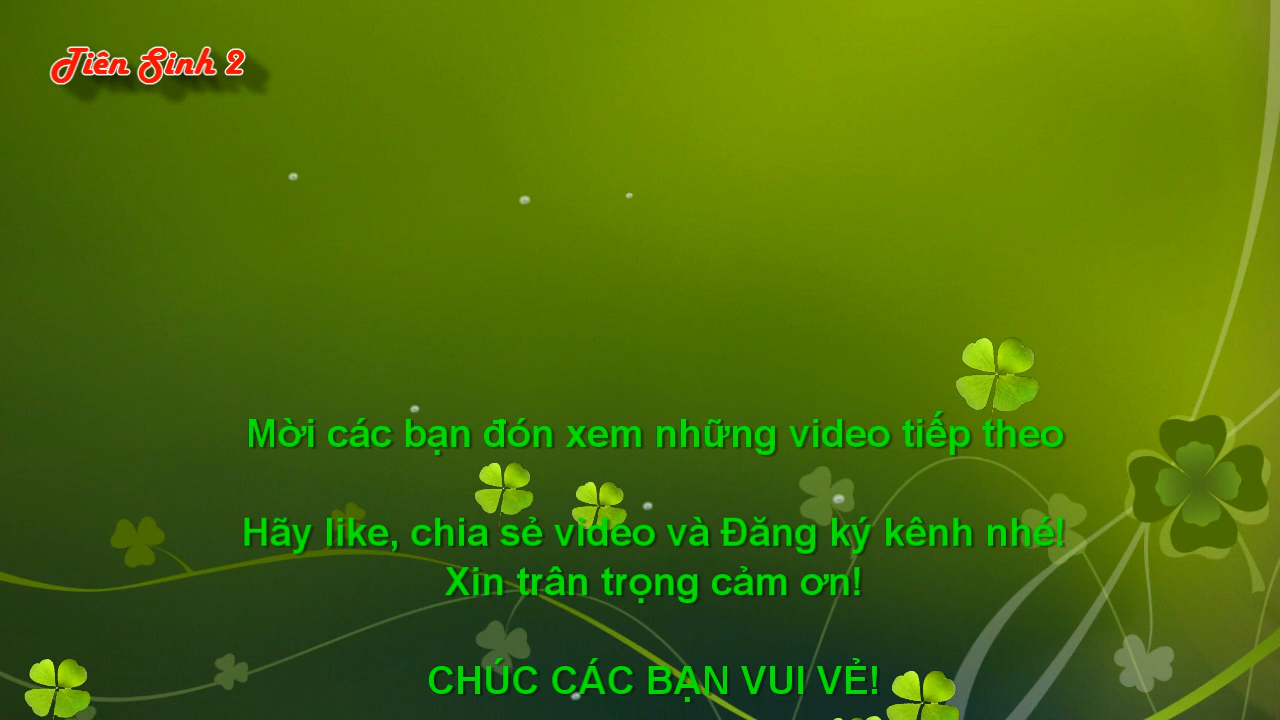 Tiên Sinh 2
Mời các bạn đón xem những video tiếp theo
Hãy like, chia sẻ video và Đăng ký kênh nhé!
Xin trân trọng cảm ơn!
CHÚC CÁC BẠN VUI VẺ!